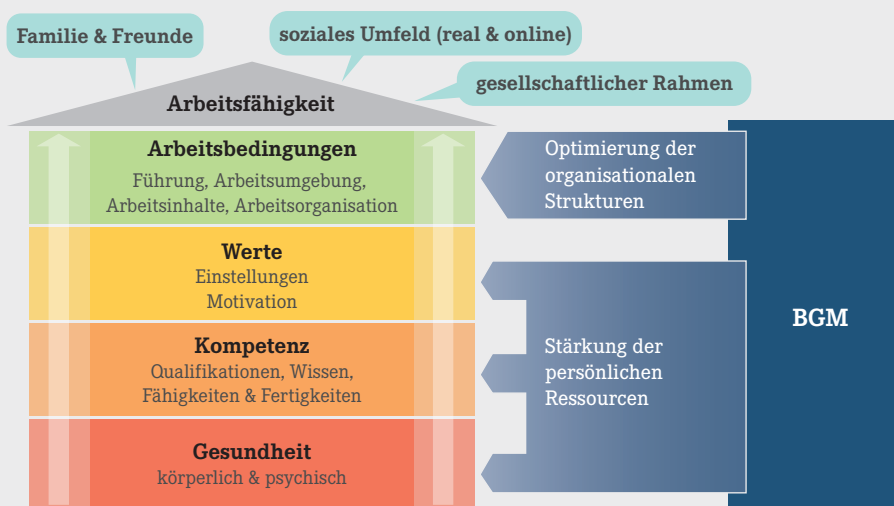 Familie & Freunde
soziales Umfeld (real & online)
gesellschaftlicher Rahmen
Arbeitsfähigkeit
Arbeitsbedingungen
Führung, Arbeitsumgebung,
Arbeitsinhalte, Arbeitsorganisation
Optimierung der
organisationalen
Strukturen
Werte
Einstellungen
Motivation
Kompetenz
Qualifikationen, Wissen,
Fähigkeiten & Fertigkeiten
Gesundheit
körperlich & psychisch
Stärkung der
persönlichen
Ressourcen
BGM